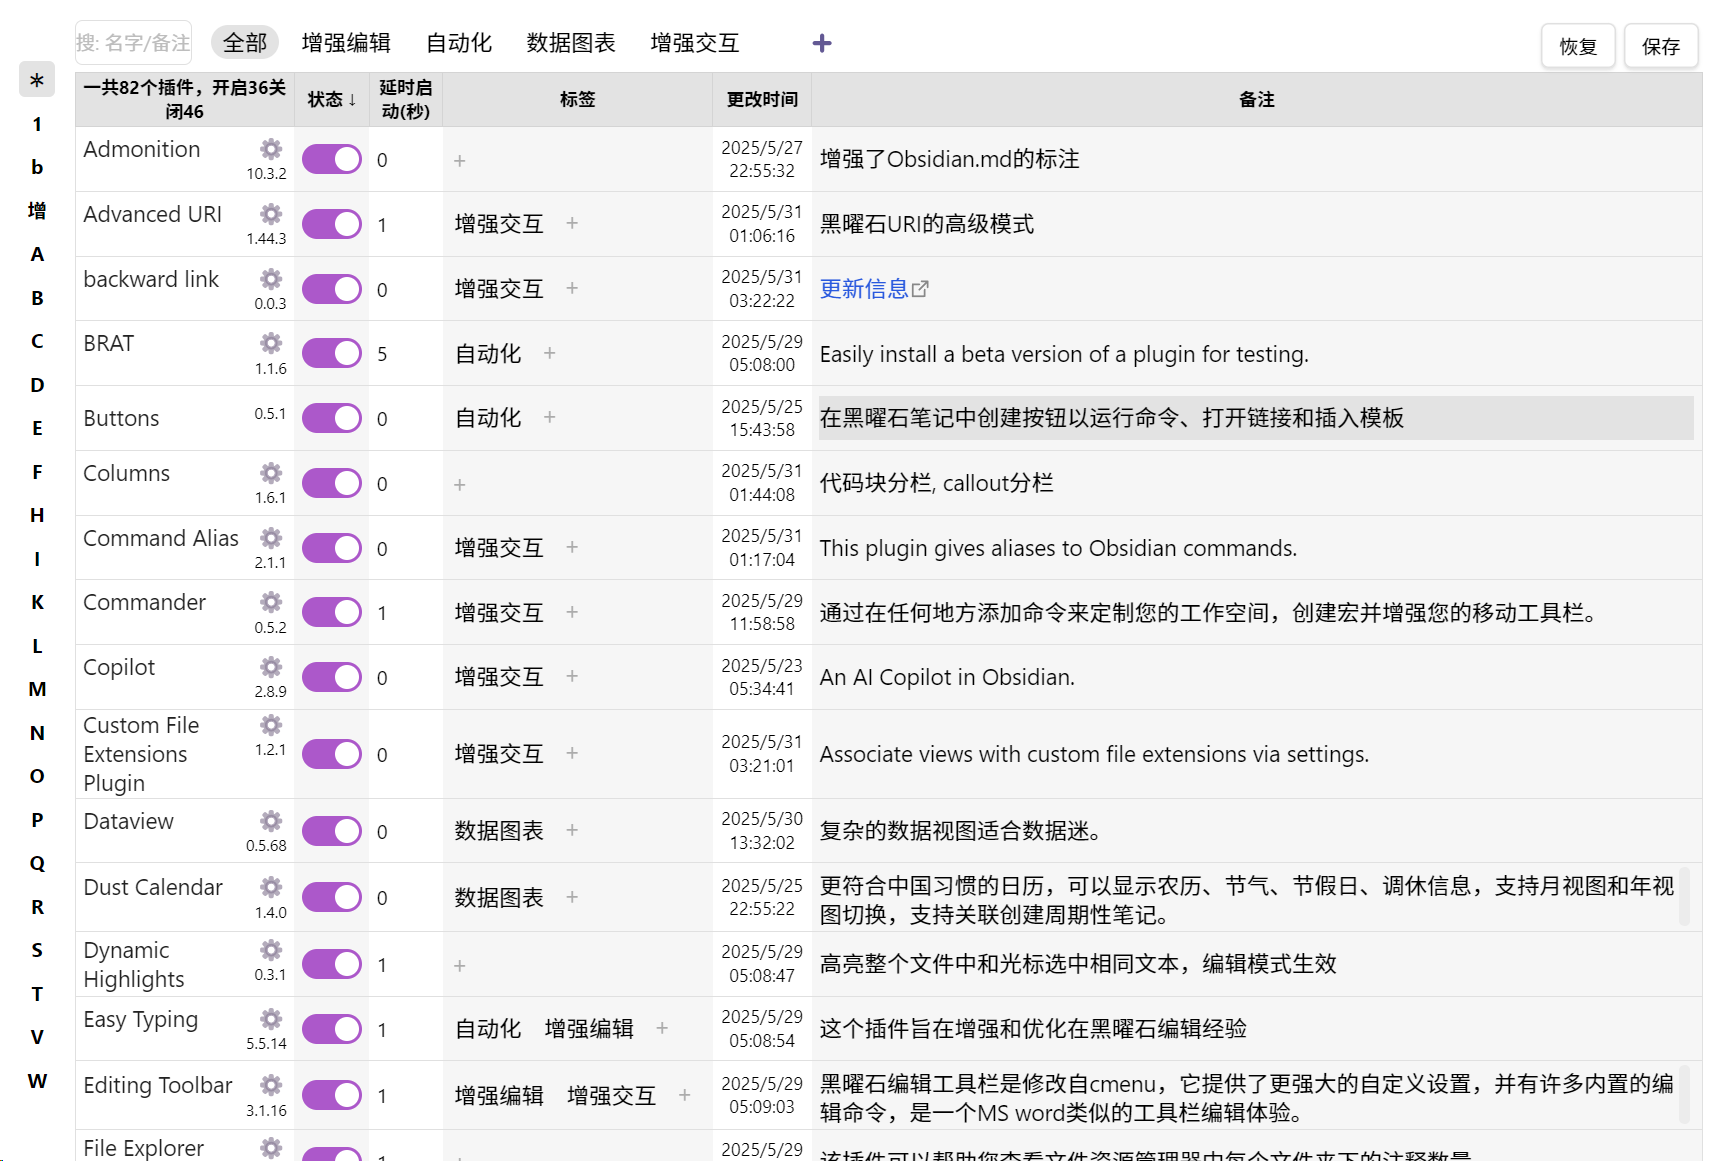 搜: 名字/备注 全部 增强编辑 自动化 数据图表 增强交互 + 恢复 保存
*
1
b
增
A
B
C
D
E
F
H
I
K
L
M
N
O
P
Q
R
S
T
V
W
一共82个插件，开启36关
闭46
状态↓
延时启
动(秒)
标签
更改时间
备注
Admonition
10.3.2
0
+
2025/5/27
22:55:32
增强了Obsidian.md的标注
Advanced URI
1.44.3
1
增强交互 +
2025/5/31
01:06:16
黑曜石URI的高级模式
backward link
0.0.3
0
增强交互 +
2025/5/31
03:22:22
更新信息
BRAT
1.1.6
5
自动化 +
2025/5/29
05:08:00
Easily install a beta version of a plugin for testing.
Buttons
0.5.1
0
自动化 +
2025/5/25
15:43:58
在黑曜石笔记中创建按钮以运行命令、打开链接和插入模板
Columns
1.6.1
0
+
2025/5/31
01:44:08
代码块分栏, callout分栏
Command Alias
2.1.1
0
增强交互 +
2025/5/31
01:17:04
This plugin gives aliases to Obsidian commands.
Commander
0.5.2
1
增强交互 +
2025/5/29
11:58:58
通过在任何地方添加命令来定制您的工作空间，创建宏并增强您的移动工具栏。
Copilot
2.8.9
0
增强交互 +
2025/5/23
05:34:41
An AI Copilot in Obsidian.
Custom File
Extensions
Plugin
1.2.1
0
增强交互 +
2025/5/31
03:21:01
Associate views with custom file extensions via settings.
Dataview
0.5.68
0
数据图表 +
2025/5/30
13:32:02
复杂的数据视图适合数据迷。
Dust Calendar
1.4.0
0
数据图表 +
2025/5/25
22:55:22
更符合中国习惯的日历，可以显示农历、节气、节假日、调休信息，支持月视图和年视
图切换，支持关联创建周期性笔记。
Dynamic
Highlights
0.3.1
1
+
2025/5/29
05:08:47
高亮整个文件中和光标选中相同文本，编辑模式生效
Easy Typing
5.5.14
1
自动化 增强编辑 +
2025/5/29
05:08:54
这个插件旨在增强和优化在黑曜石编辑经验
Editing Toolbar
3.1.16
1
增强编辑 增强交互 +
2025/5/29
05:09:03
黑曜石编辑工具栏是修改自cmenu，它提供了更强大的自定义设置，并有许多内置的编
辑命令，是一个MS word类似的工具栏编辑体验。
File Explorer
1
2025/5/29
该插件可以帮助您查看文件资源管理器中每个文件夹下的注释数量